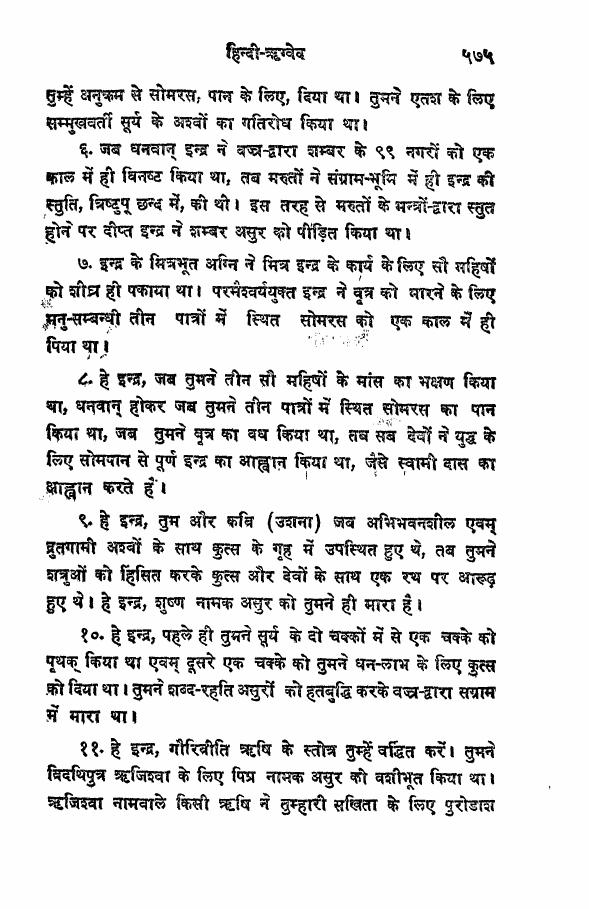 हिन्दी-ऋग्वेद ५७५
तुम्हें अनुक्रम से सोमरस, पान के लिए, दिया था। तुमने एतश के लिए
सम्मुखवर्ती सूर्य के अश्वों का गतिरोध किया था।
६. जब धनवान् इन्द्र ने वज्र-द्वारा शम्बर के ९९ नगरों को एक
काल में ही विनष्ट किया था, तब मरुतों ने संग्राम-भूमि में ही इन्द्र की
स्तुति, त्रिष्टुप् छन्द में, की थी। इस तरह से मरुतों के मन्त्रों-द्वारा स्तुत
होने पर दीप्त इन्द्र ने शम्बर असुर को पीड़ित किया था।
७. इन्द्र के मित्रभूत अग्नि ने मित्र इन्द्र के कार्य के लिए सौ महिषों
को शीघ्र ही पकाया था। परमैश्वर्ययुक्त इन्द्र ने वृत्र को मारने के लिए
मनु-सम्बन्धी तीन पात्रों में स्थित सोमरस को एक काल में ही
पिया था।
८. हे इन्द्र, जब तुमने तीन सौ महिषों के मांस का भक्षण किया
था, धनवान् होकर जब तुमने तीन पात्रों में स्थित सोमरस का पान
किया था, जब तुमने वृत्र का वध किया था, तब सब देवों ने युद्ध के
लिए सोमपान से पूर्ण इन्द्र का आह्वान किया था, जैसे स्वामी दास का
आह्वान करते हैं।
९. हे इन्द्र, तुम और कवि (उशना) जब अभिभवनशील एवम्
द्रुतगामी अश्वों के साथ कुत्स के गृह में उपस्थित हुए थे, तब तुमने
शत्रुओं को हिंसित करके कुत्स और देवों के साथ एक रथ पर आरूढ़
हुए थे। हे इन्द्र, शुष्ण नामक असुर को तुमने ही मारा है।
१०. हे इन्द्र, पहले ही तुमने सूर्य के दो चक्कों में से एक चक्के को
पृथक् किया था एवम् दूसरे एक चक्के को तुमने धन-लाभ के लिए कुत्स
को दिया था। तुमने शब्द-रहति असुरों को हतबुद्धि करके वज्र-द्वारा सग्राम
में मारा था।
११. हे इन्द्र, गौरिवीति ऋषि के स्तोत्र तुम्हें वर्द्धित करें। तुमने
विदथिपुत्र ऋजिश्वा के लिए पिप्र नामक असुर को वशीभूत किया था।
ऋजिश्वा नामवाले किसी ऋषि ने तुम्हारी सखिता के लिए पुरोडाश